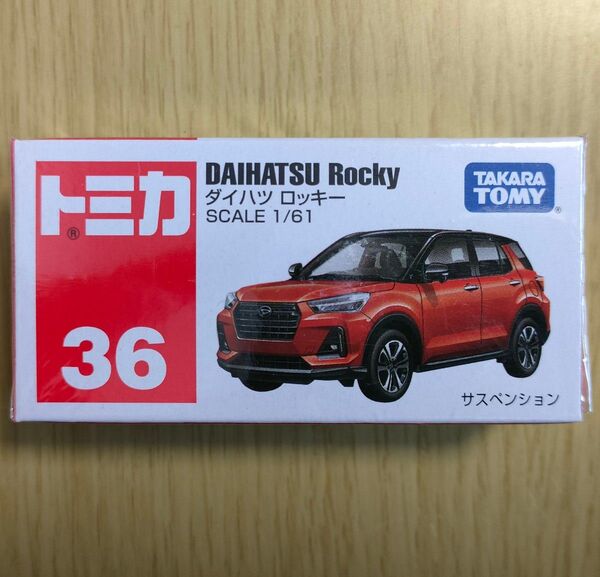 トミカ®
36
DAIHATSU Rocky
ダイハツ ロッキー
SCALE 1/61
TAKARA
TOMY®
サスペンション